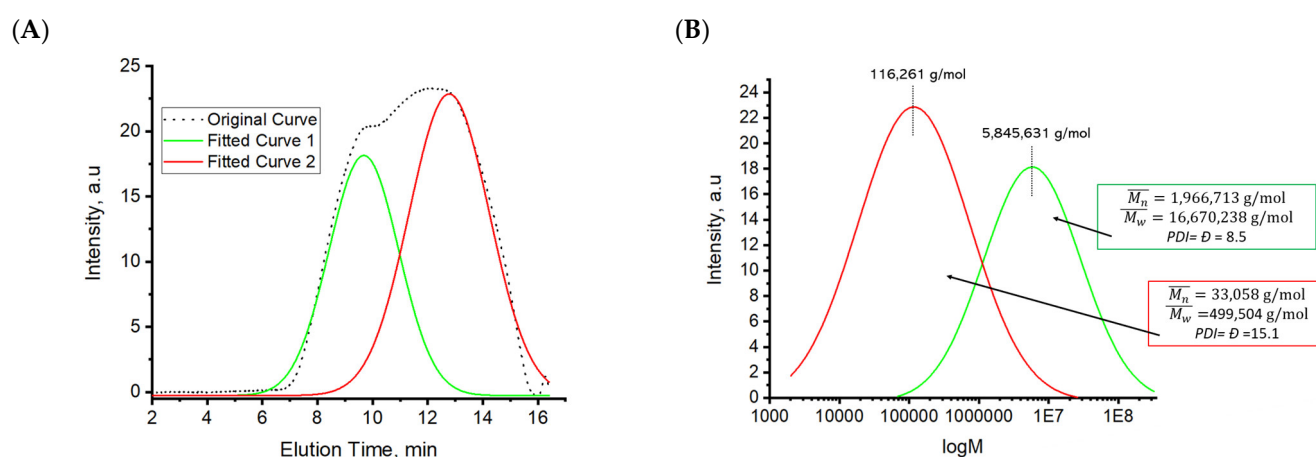 (A)
25
20
15
10
5
0
Intensity, a.u
Original Curve
Fitted Curve 1
Fitted Curve 2
2 4 6 8 10 12 14 16
Elution Time, min
(B)
116,261 g/mol
5,845,631 g/mol
24
22
20
18
16
14
12
10
8
6
4
2
0
Intensity, a.u
M̅n̅ = 1,966,713 g/mol
M̅w̅ = 16,670,238 g/mol
PDI= Đ = 8.5
M̅n̅ = 33,058 g/mol
M̅w̅ =499,504 g/mol
PDI= Đ =15.1
1000 10000 100000 1000000 1E7 1E8
logM